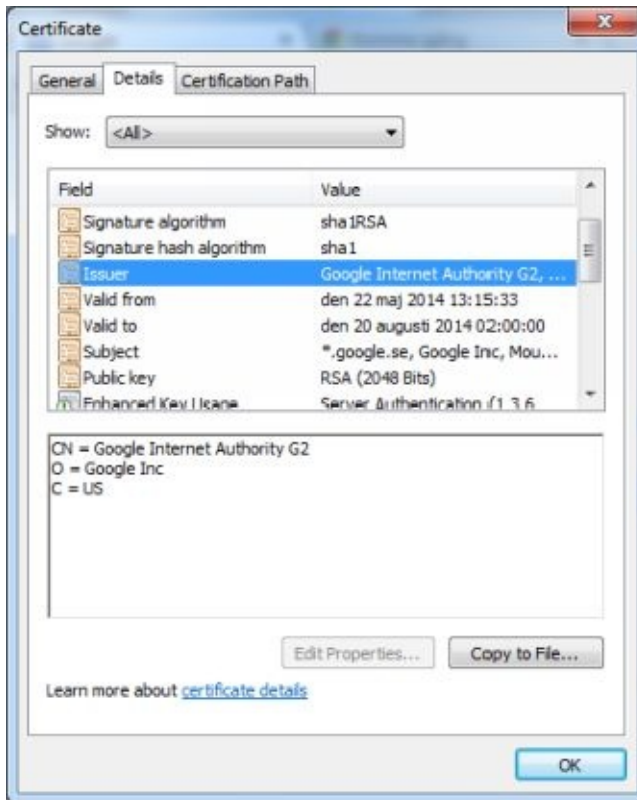 Certificate
General Details Certification Path
Show: <All>
Field Value
Signature algorithm sha1RSA
Signature hash algorithm sha1
Issuer Google Internet Authority G2, ...
Valid from den 22 maj 2014 13:15:33
Valid to den 20 augusti 2014 02:00:00
Subject *.google.se, Google Inc, Mou...
Public key RSA (2048 Bits)
Enhanced Key Usage Server Authentication (1.3.6
CN = Google Internet Authority G2
O = Google Inc
C = US
Edit Properties... Copy to File...
Learn more about certificate details
OK